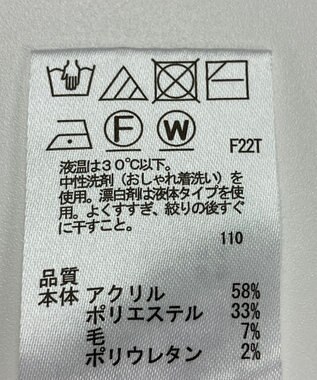 F W
F22T
液温は30℃以下。
中性洗剤（おしゃれ着洗い）を
使用。漂白剤は液体タイプを使
用。よくすすぎ、絞りの後すぐ
に干すこと。
110
品質
本体 アクリル 58%
ポリエステル 33%
毛 7%
ポリウレタン 2%